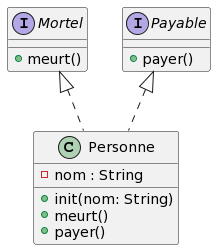 I Mortel
meurt()
I Payable
payer()
C Personne
nom : String
init(nom: String)
meurt()
payer()